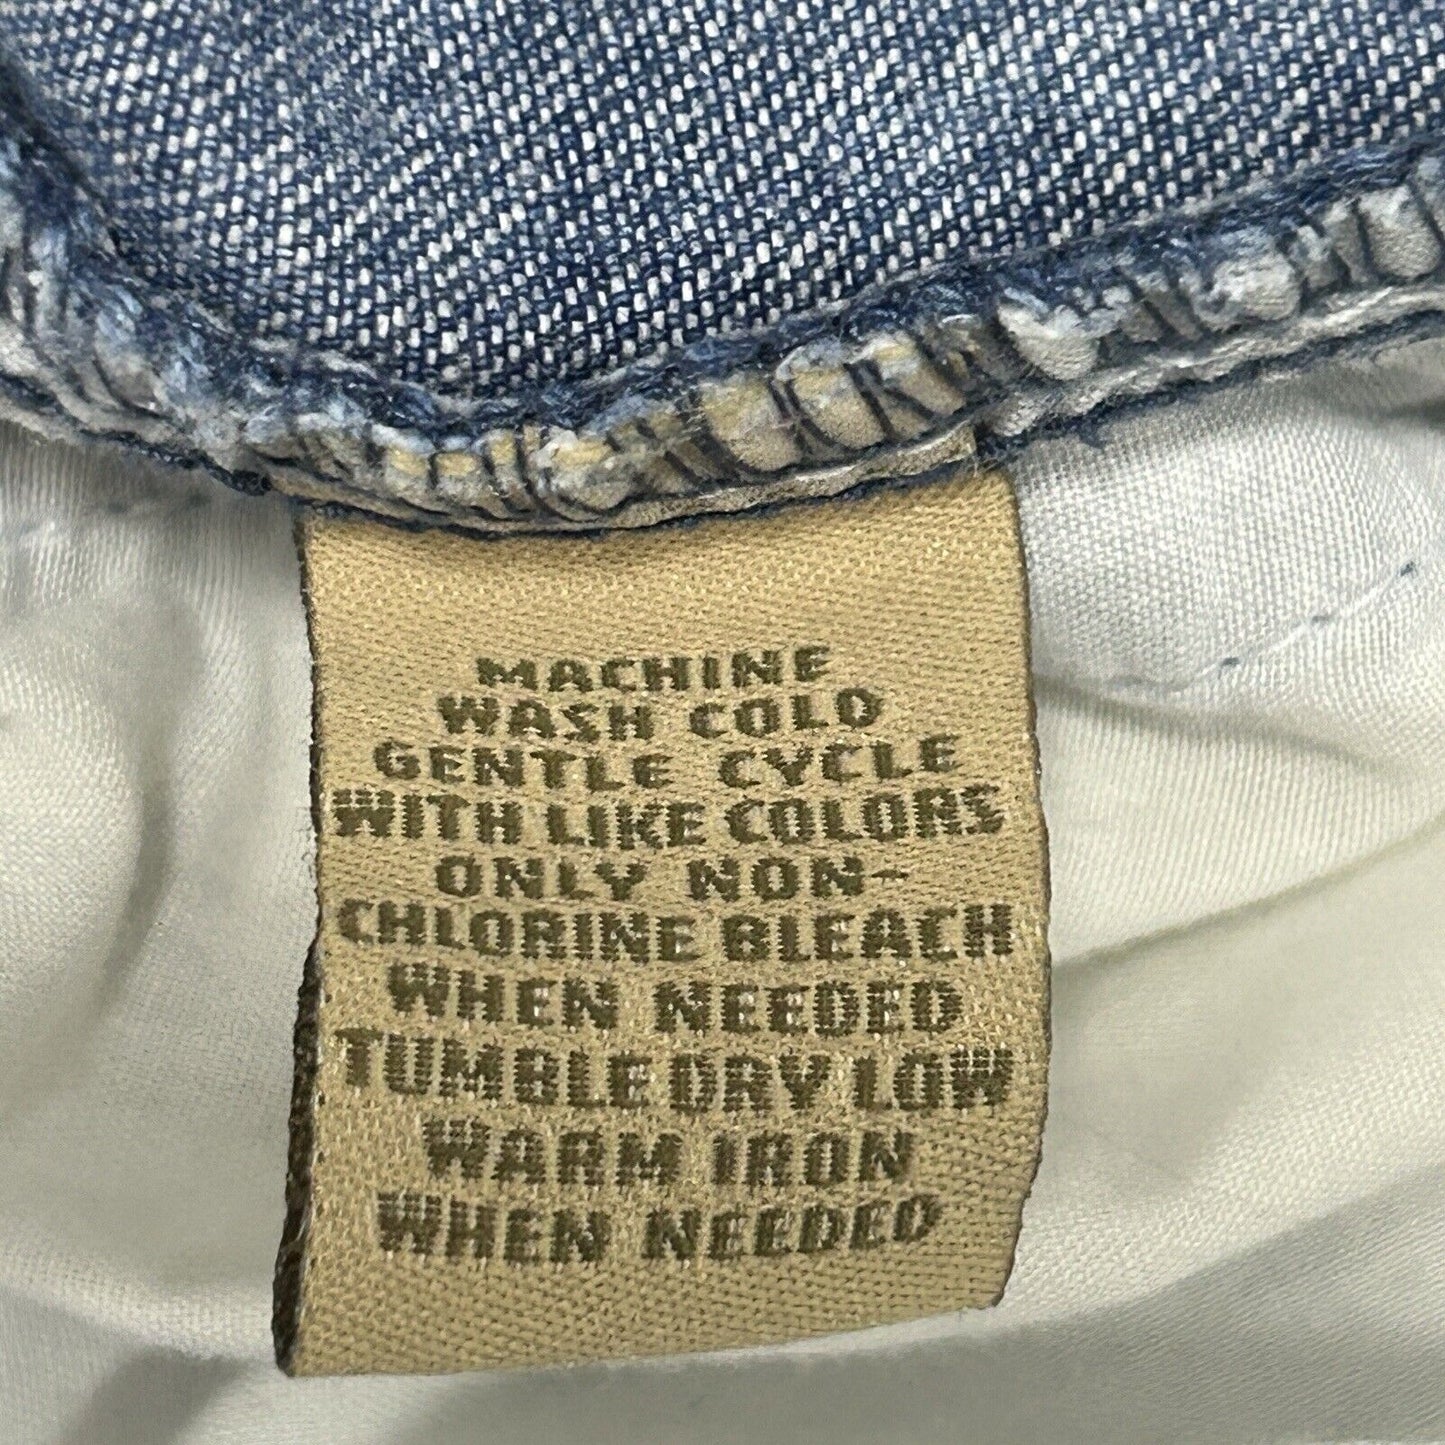 MACHINE
WASH COLD
GENTLE CYCLE
WITH LIKE COLORS
ONLY NON-
CHLORINE BLEACH
WHEN NEEDED
TUMBLE DRY LOW
WARM IRON
WHEN NEEDED